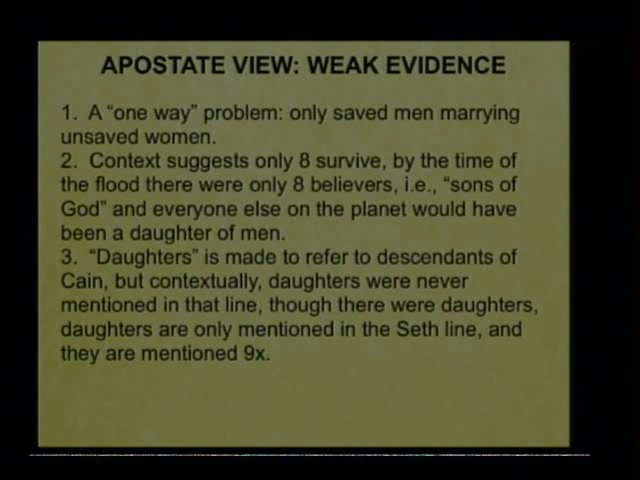 APOSTATE VIEW: WEAK EVIDENCE
1. A “one way” problem: only saved men marrying
unsaved women.
2. Context suggests only 8 survive, by the time of
the flood there were only 8 believers, i.e., “sons of
God” and everyone else on the planet would have
been a daughter of men.
3. “Daughters” is made to refer to descendants of
Cain, but contextually, daughters were never
mentioned in that line, though there were daughters,
daughters are only mentioned in the Seth line, and
they are mentioned 9x.